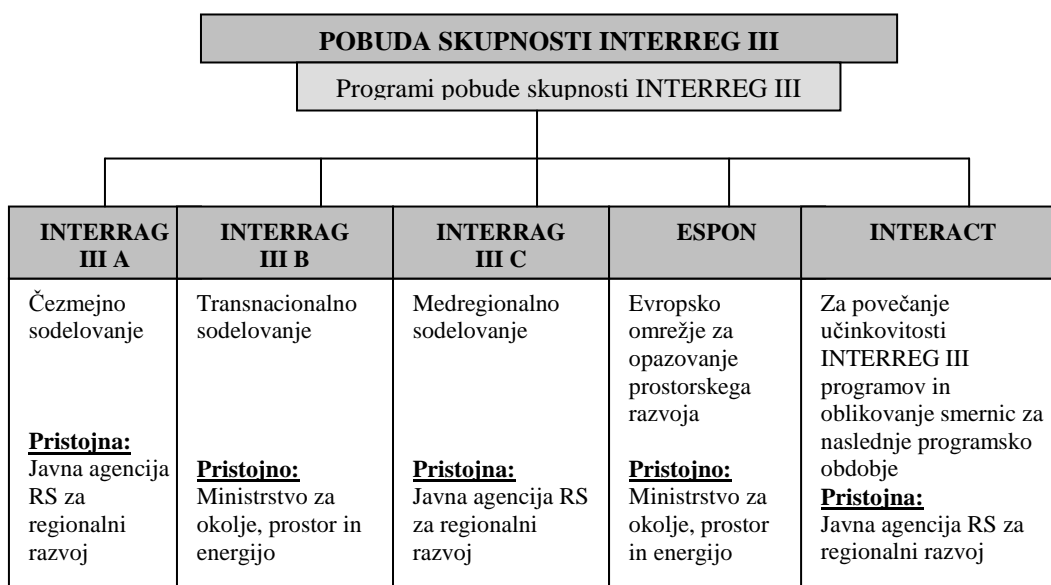 POBUDA SKUPNOSTI INTERREG III
Programi pobude skupnosti INTERREG III
INTERRAG
III A
Čezmejno
sodelovanje
Pristojna:
Javna agencija
RS za
regionalni
razvoj
INTERRAG
III B
Transnacionalno
sodelovanje
Pristojno:
Ministrstvo za
okolje, prostor in
energijo
INTERRAG
III C
Medregionalno
sodelovanje
Pristojna:
Javna agencija RS
za regionalni
razvoj
ESPON
Evropsko
omrežje za
opazovanje
prostorskega
razvoja
Pristojno:
Ministrstvo za
okolje, prostor
in energijo
INTERACT
Za povečanje
učinkovitosti
INTERREG III
programov in
oblikovanje smernic za
naslednje programsko
obdobje
Pristojna:
Javna agencija RS za
regionalni razvoj